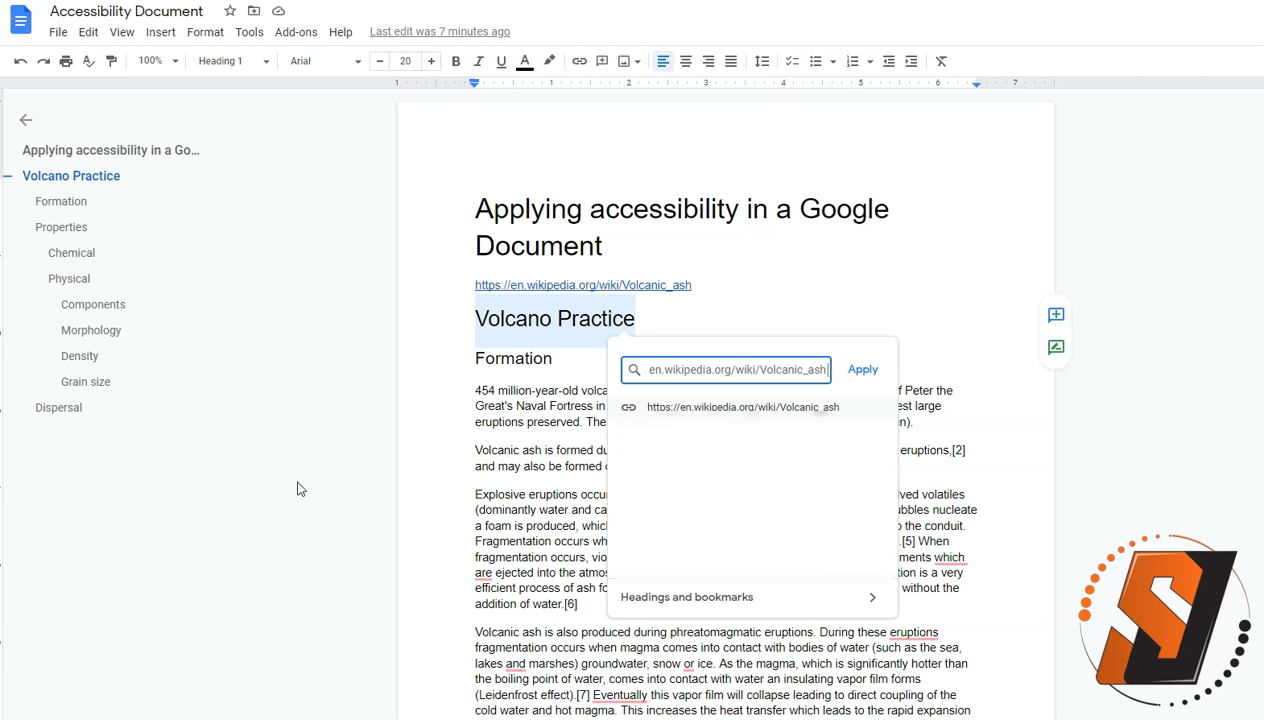 Accessibility Document
File Edit View Insert Format Tools Add-ons Help Last edit was 7 minutes ago
100% Heading 1 Arial − 20 +
1 1 2 3 4 5 6 7
Applying accessibility in a Go...
Volcano Practice
Formation
Properties
Chemical
Physical
Components
Morphology
Density
Grain size
Dispersal
Applying accessibility in a Google
Document
https://en.wikipedia.org/wiki/Volcanic_ash
Volcano Practice
Formation
en.wikipedia.org/wiki/Volcanic_ash Apply
https://en.wikipedia.org/wiki/Volcanic_ash
Headings and bookmarks
454 million-year-old volca f Peter the
Great's Naval Fortress in est large
eruptions preserved. The n).
Volcanic ash is formed du eruptions,[2]
and may also be formed
Explosive eruptions occu lved volatiles
(dominantly water and ca ubbles nucleate
a foam is produced, whic o the conduit.
Fragmentation occurs wh .[5] When
fragmentation occurs, vio ments which
are ejected into the atmos tion is a very
efficient process of ash fo without the
addition of water.[6]
Volcanic ash is also produced during phreatomagmatic eruptions. During these eruptions
fragmentation occurs when magma comes into contact with bodies of water (such as the sea,
lakes and marshes) groundwater, snow or ice. As the magma, which is significantly hotter than
the boiling point of water, comes into contact with water an insulating vapor film forms
(Leidenfrost effect).[7] Eventually this vapor film will collapse leading to direct coupling of the
cold water and hot magma. This increases the heat transfer which leads to the rapid expansion
SI